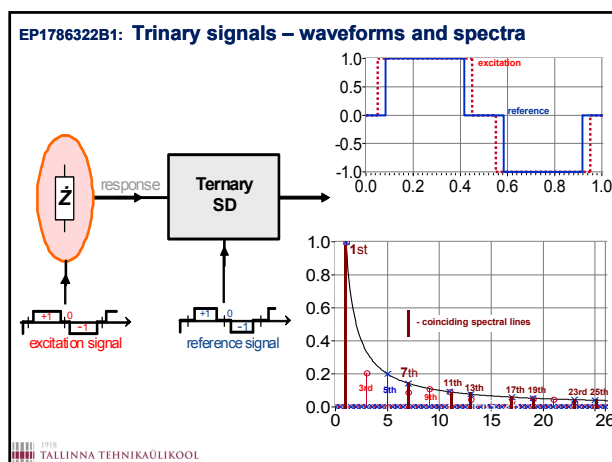 EP1786322B1: Trinary signals – waveforms and spectra
1.0
0.5
0.0
-0.5
-1.0
excitation
reference
0.0 0.2 0.4 0.6 0.8 1.0
Ż
response
Ternary
SD
+1 0
−1
excitation signal
+1 0
−1
reference signal
1.0
0.8
0.6
0.4
0.2
0.0
1st
- coinciding spectral lines
3rd
5th
7th
9th
11th
13th
17th
19th
23rd
25th
0 5 10 15 20 26
1918
TALLINNA TEHNIKAÜLIKOOL